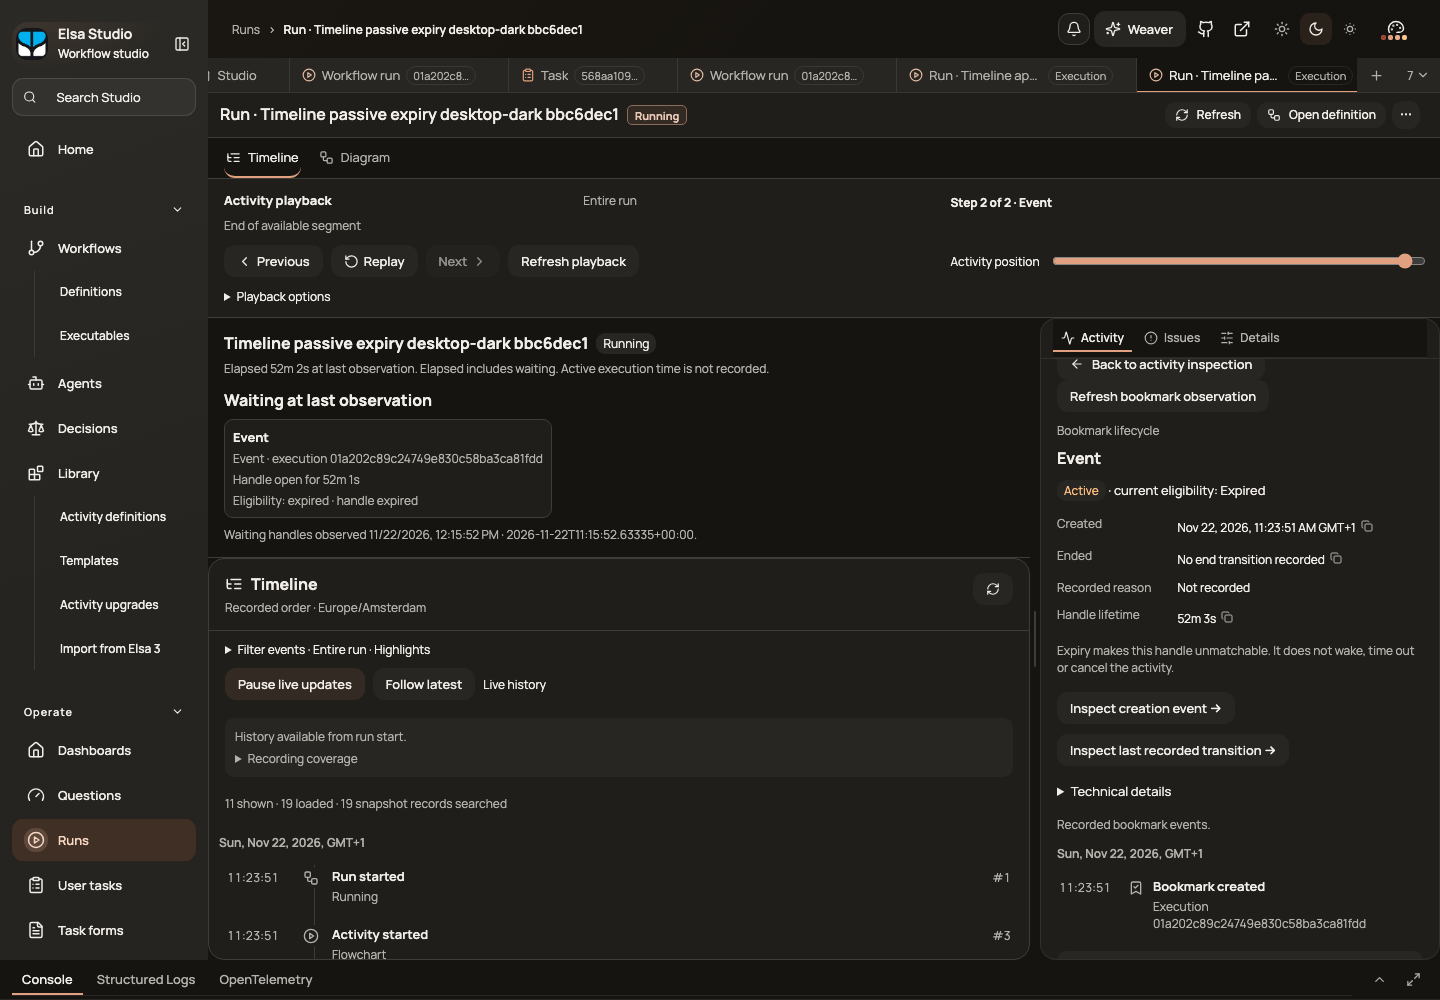 Elsa Studio
Workflow studio
Search Studio
Home
Build
Workflows
Definitions
Executables
Agents
Decisions
Library
Activity definitions
Templates
Activity upgrades
Import from Elsa 3
Operate
Dashboards
Questions
Runs
User tasks
Task forms
Runs › Run · Timeline passive expiry desktop-dark bbc6dec1
Weaver
Studio
Workflow run 01a202c8...
Task 568aa109...
Workflow run 01a202c8...
Run · Timeline ap... Execution
Run · Timeline pa... Execution
7
Run · Timeline passive expiry desktop-dark bbc6dec1 Running
Refresh
Open definition
Timeline
Diagram
Activity playback
Entire run
Step 2 of 2 · Event
End of available segment
Previous
Replay
Next
Refresh playback
Activity position
Playback options
Timeline passive expiry desktop-dark bbc6dec1 Running
Elapsed 52m 2s at last observation. Elapsed includes waiting. Active execution time is not recorded.
Waiting at last observation
Event
Event · execution 01a202c89c24749e830c58ba3ca81fdd
Handle open for 52m 1s
Eligibility: expired · handle expired
Waiting handles observed 11/22/2026, 12:15:52 PM · 2026-11-22T11:15:52.63335+00:00.
Timeline
Recorded order · Europe/Amsterdam
Filter events · Entire run · Highlights
Pause live updates
Follow latest
Live history
History available from run start.
Recording coverage
11 shown · 19 loaded · 19 snapshot records searched
Sun, Nov 22, 2026, GMT+1
11:23:51 Run started #1
Running
11:23:51 Activity started #3
Flowchart
Activity
Issues
Details
Back to activity inspection
Refresh bookmark observation
Bookmark lifecycle
Event
Active · current eligibility: Expired
Created Nov 22, 2026, 11:23:51 AM GMT+1
Ended No end transition recorded
Recorded reason Not recorded
Handle lifetime 52m 3s
Expiry makes this handle unmatchable. It does not wake, time out
or cancel the activity.
Inspect creation event →
Inspect last recorded transition →
Technical details
Recorded bookmark events.
Sun, Nov 22, 2026, GMT+1
11:23:51 Bookmark created
Execution
01a202c89c24749e830c58ba3ca81fdd
Console
Structured Logs
OpenTelemetry